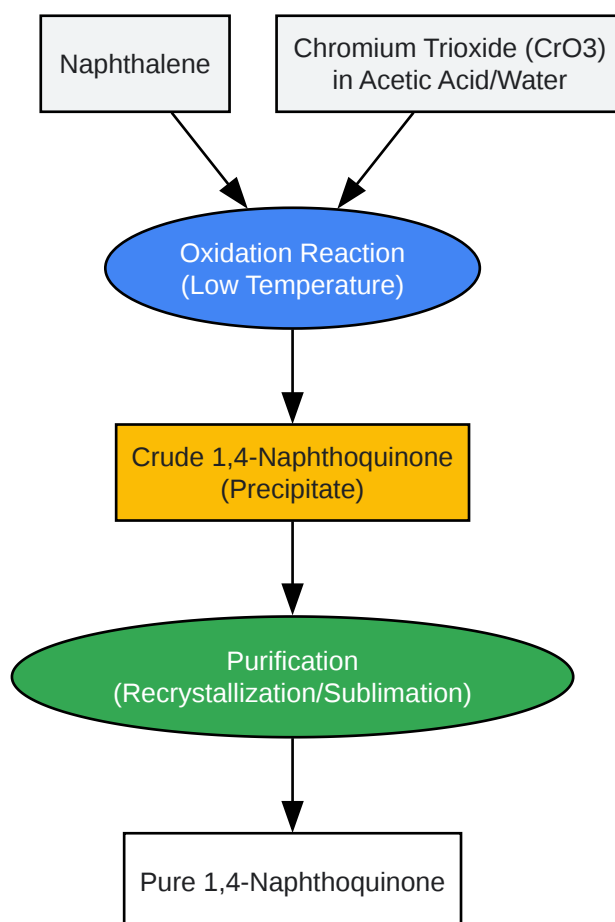 Naphthalene
Chromium Trioxide (CrO3)
in Acetic Acid/Water
Oxidation Reaction
(Low Temperature)
Crude 1,4-Naphthoquinone
(Precipitate)
Purification
(Recrystallization/Sublimation)
Pure 1,4-Naphthoquinone